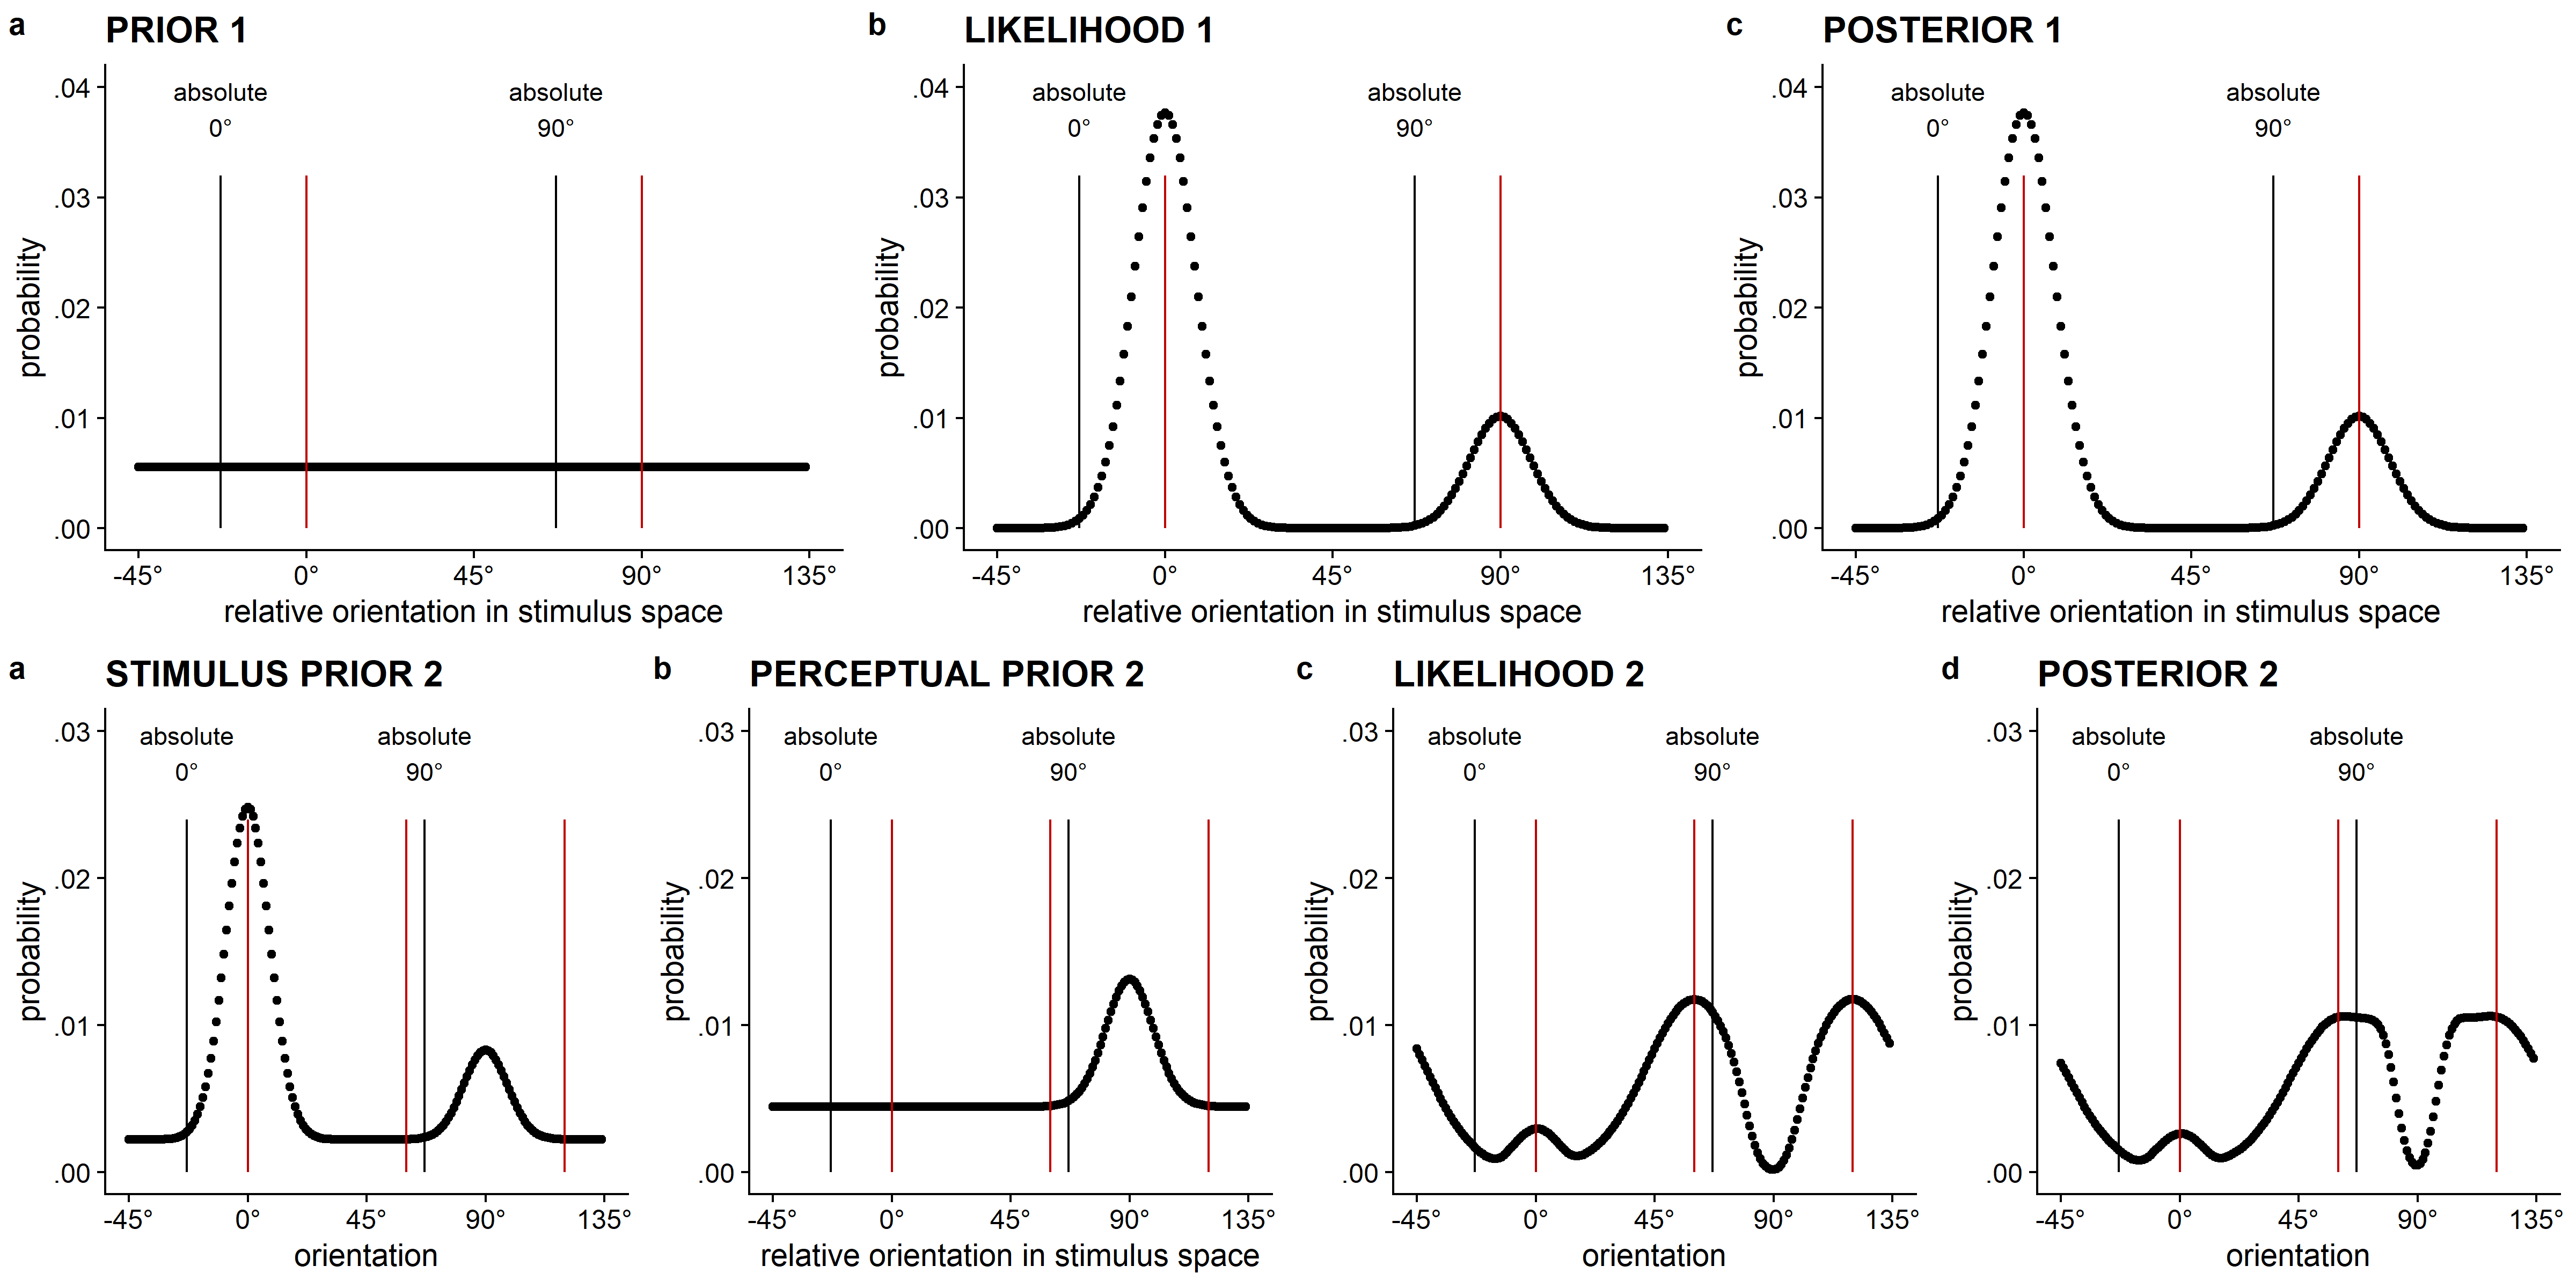 a PRIOR 1
.04
.03
.02
.01
.00
probability
absolute
0°
absolute
90°
-45° 0° 45° 90° 135°
relative orientation in stimulus space
b LIKELIHOOD 1
.04
.03
.02
.01
.00
probability
absolute
0°
absolute
90°
-45° 0° 45° 90° 135°
relative orientation in stimulus space
c POSTERIOR 1
.04
.03
.02
.01
.00
probability
absolute
0°
absolute
90°
-45° 0° 45° 90° 135°
relative orientation in stimulus space
a STIMULUS PRIOR 2
.03
.02
.01
.00
probability
absolute
0°
absolute
90°
-45° 0° 45° 90° 135°
orientation
b PERCEPTUAL PRIOR 2
.03
.02
.01
.00
probability
absolute
0°
absolute
90°
-45° 0° 45° 90° 135°
relative orientation in stimulus space
c LIKELIHOOD 2
.03
.02
.01
.00
probability
absolute
0°
absolute
90°
-45° 0° 45° 90° 135°
orientation
d POSTERIOR 2
.03
.02
.01
.00
probability
absolute
0°
absolute
90°
-45° 0° 45° 90° 135°
orientation